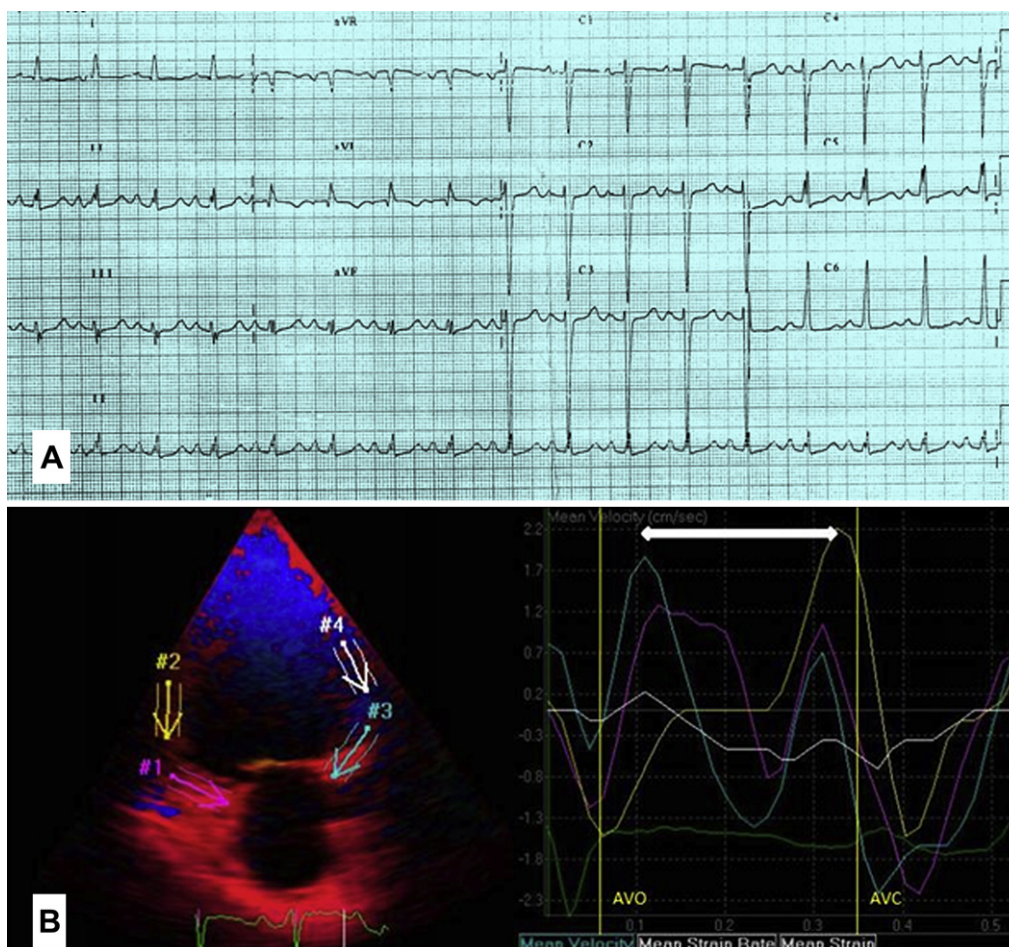 I
aVR
C1
C4
II
aVL
C2
C5
III
aVF
C3
C6
II
A
Mean Velocity (cm/sec)
2.2
1.7
1.2
0.7
0.2
-0.3
-0.8
-1.3
-1.8
-2.3
#4
#2
#3
#1
AVO
AVC
0.1
0.2
0.3
0.4
0.5
B
Mean Velocity
Mean Strain Rate
Mean Strain